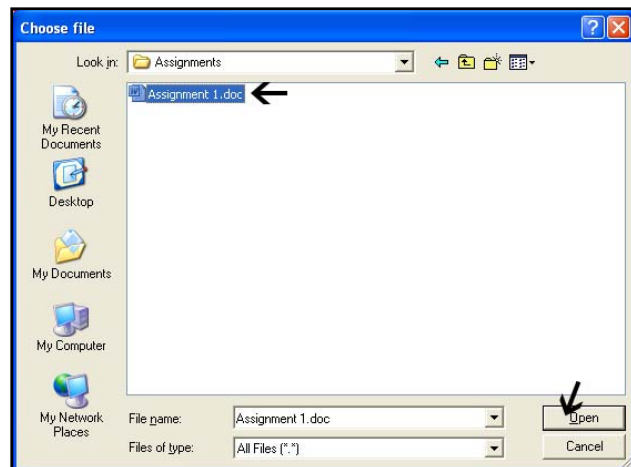 Choose file
Look in: Assignments
Assignment 1.doc
My Recent
Documents
Desktop
My Documents
My Computer
My Network
Places
File name: Assignment 1.doc
Open
Files of type: All Files (*.*)
Cancel